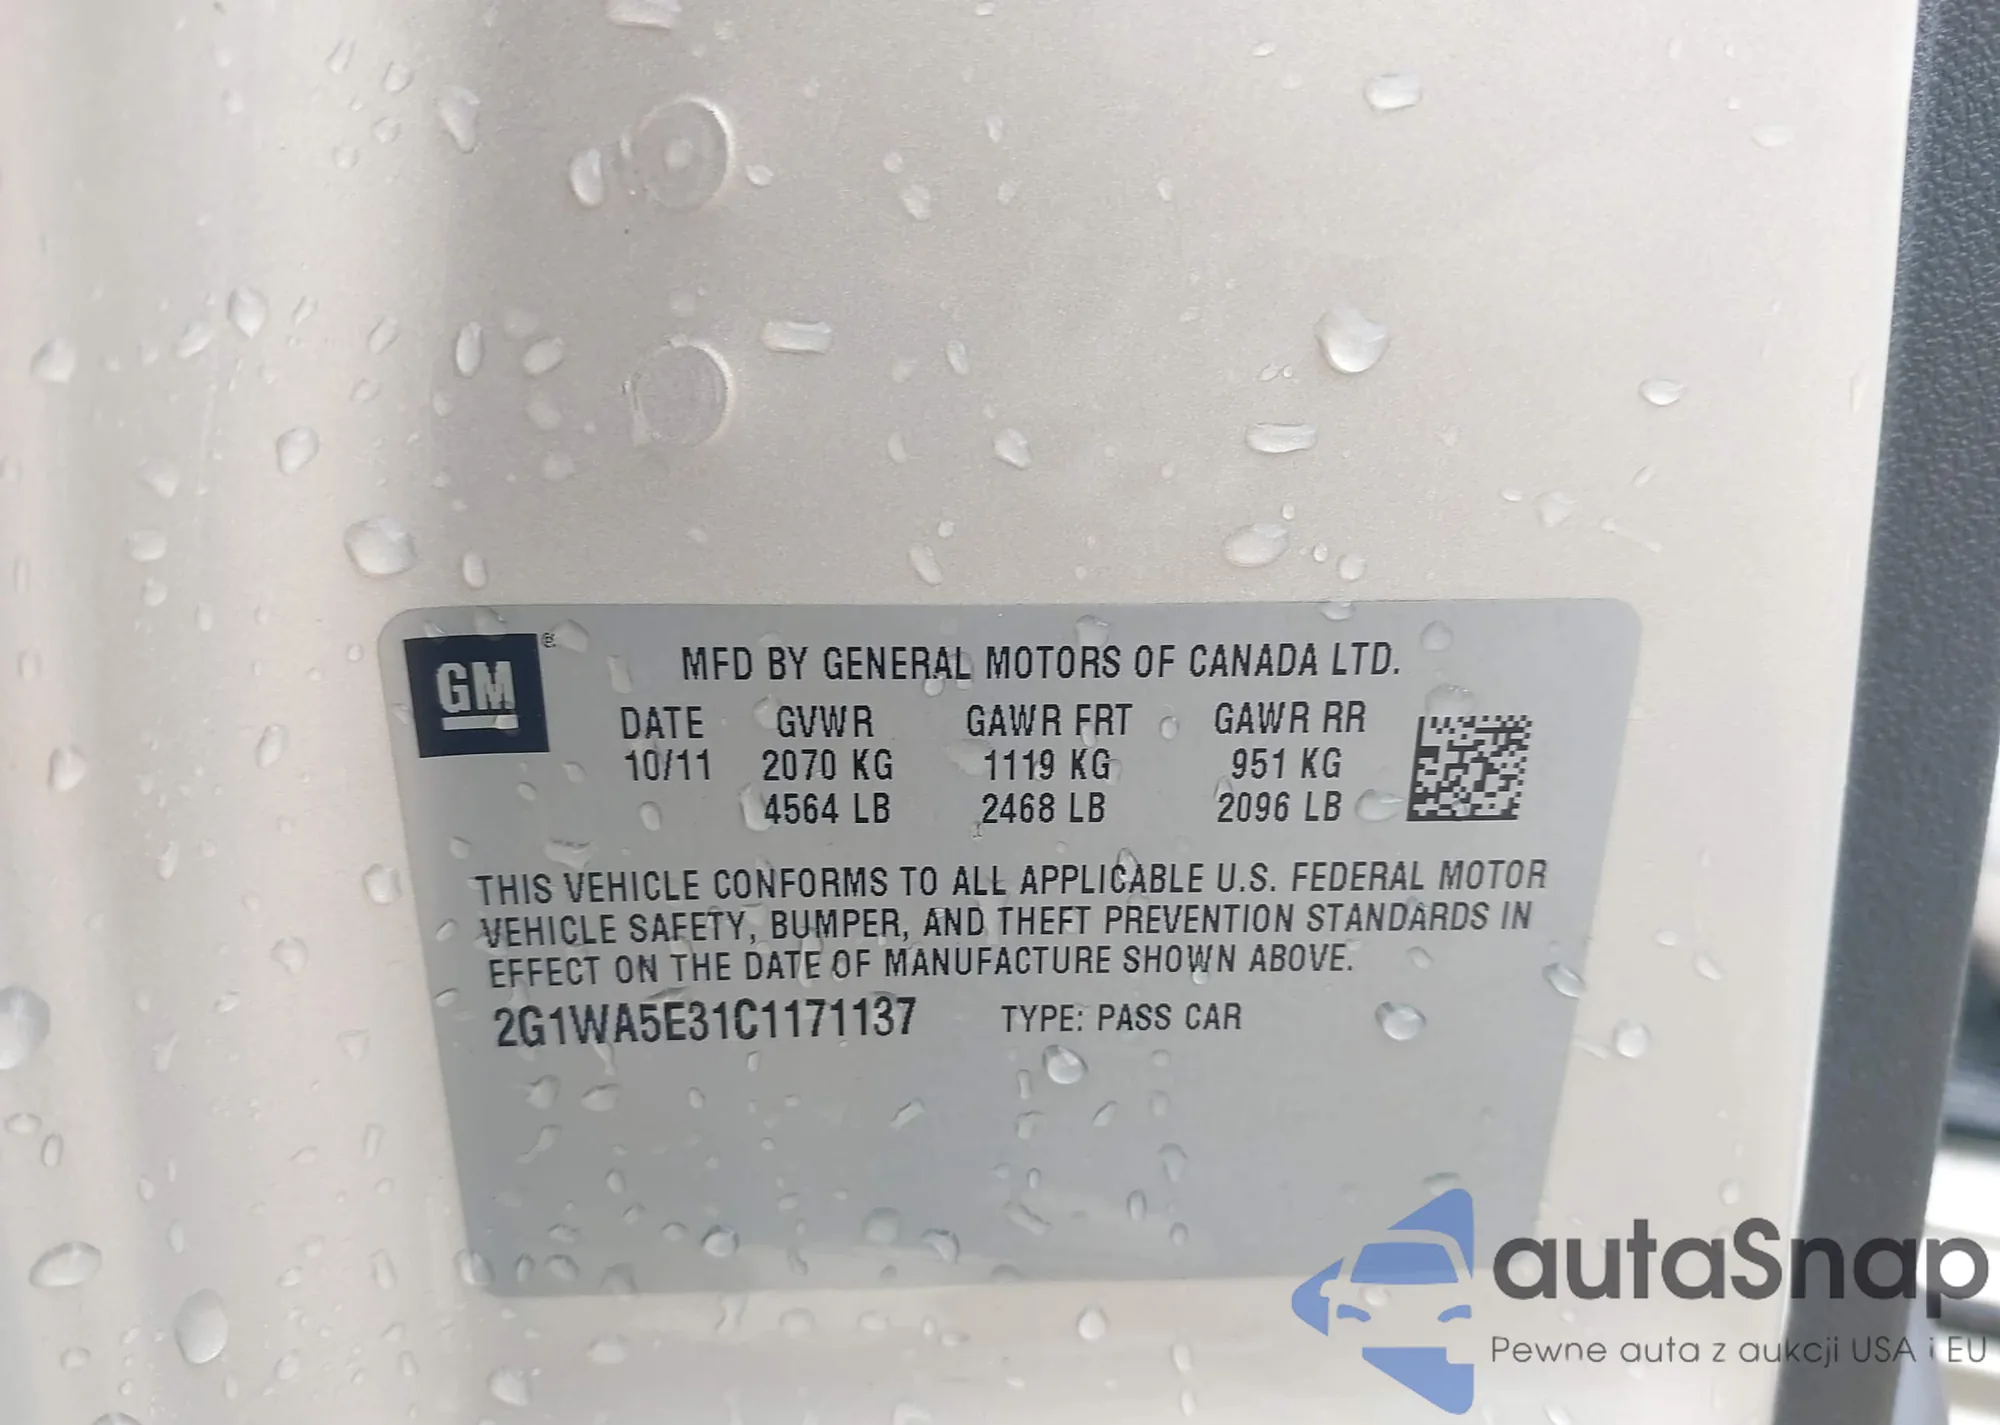 GM ®
MFD BY GENERAL MOTORS OF CANADA LTD.
DATE GVWR GAWR FRT GAWR RR
10/11 2070 KG 1119 KG 951 KG
4564 LB 2468 LB 2096 LB
THIS VEHICLE CONFORMS TO ALL APPLICABLE U.S. FEDERAL MOTOR
VEHICLE SAFETY, BUMPER, AND THEFT PREVENTION STANDARDS IN
EFFECT ON THE DATE OF MANUFACTURE SHOWN ABOVE.
2G1WA5E31C1171137 TYPE: PASS CAR
autaSnap
Pewne auta z aukcji USA i EU